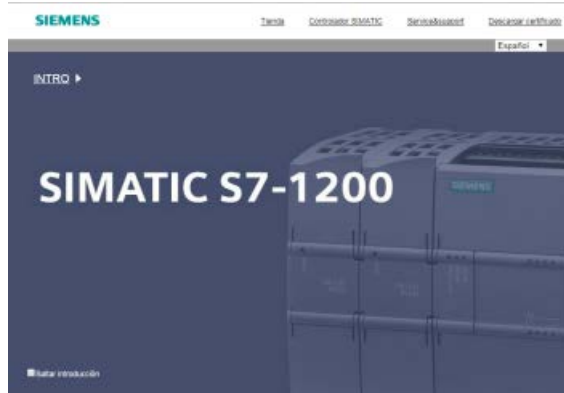 SIEMENS
Tienda Controlador SIMATIC Service&support Descargar certificado
Español
INTRO
SIMATIC S7-1200
SIEMENS
Saltar introducción